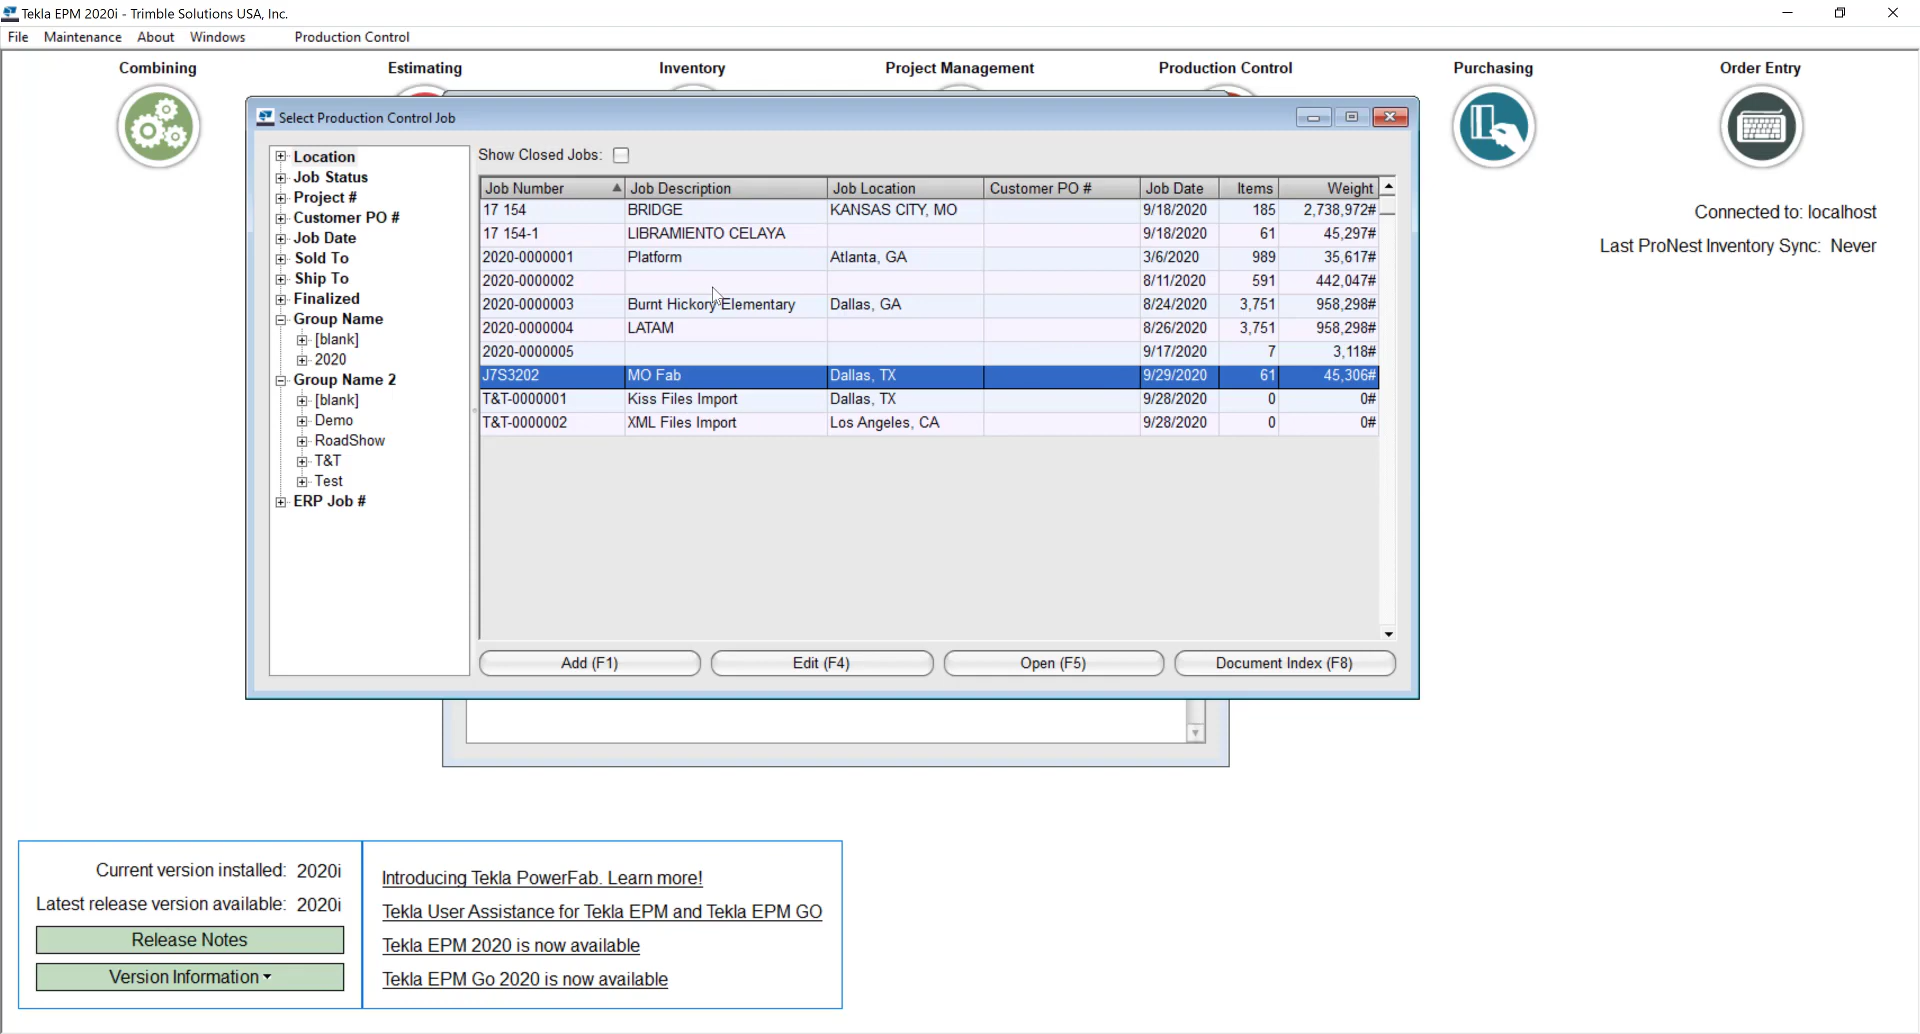 Tekla EPM 2020i - Trimble Solutions USA, Inc.
File Maintenance About Windows Production Control
Combining Estimating Inventory Project Management Production Control Purchasing Order Entry
Select Production Control Job
Connected to: localhost
Last ProNest Inventory Sync: Never
Location
Job Status
Project #
Customer PO #
Job Date
Sold To
Ship To
Finalized
Group Name
[blank]
2020
Group Name 2
[blank]
Demo
RoadShow
T&T
Test
ERP Job #
Show Closed Jobs:
Job Number Job Description Job Location Customer PO # Job Date Items Weight
17 154 BRIDGE KANSAS CITY, MO 9/18/2020 185 2,738,972#
17 154-1 LIBRAMIENTO CELAYA 9/18/2020 61 45,297#
2020-0000001 Platform Atlanta, GA 3/6/2020 989 35,617#
2020-0000002 8/11/2020 591 442,047#
2020-0000003 Burnt Hickory Elementary Dallas, GA 8/24/2020 3,751 958,298#
2020-0000004 LATAM 8/26/2020 3,751 958,298#
2020-0000005 9/17/2020 7 3,118#
J7S3202 MO Fab Dallas, TX 9/29/2020 61 45,306#
T&T-0000001 Kiss Files Import Dallas, TX 9/28/2020 0 0#
T&T-0000002 XML Files Import Los Angeles, CA 9/28/2020 0 0#
Add (F1) Edit (F4) Open (F5) Document Index (F8)
Current version installed: 2020i
Latest release version available: 2020i
Release Notes
Version Information
Introducing Tekla PowerFab. Learn more!
Tekla User Assistance for Tekla EPM and Tekla EPM GO
Tekla EPM 2020 is now available
Tekla EPM Go 2020 is now available